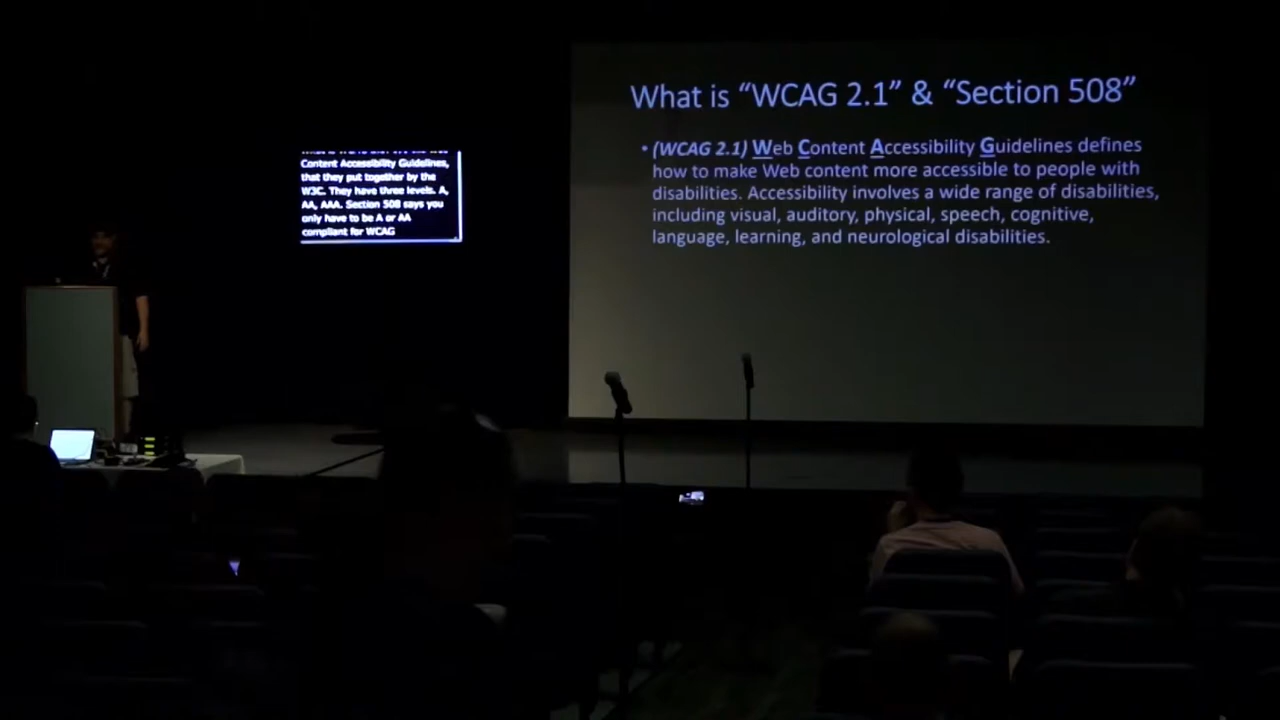 Content Accessibility Guidelines,
that they put together by the
W3C. They have three levels. A,
AA, AAA. Section 508 says you
only have to be A or AA
compliant for WCAG
What is “WCAG 2.1” & “Section 508”
• (WCAG 2.1) Web Content Accessibility Guidelines defines
how to make Web content more accessible to people with
disabilities. Accessibility involves a wide range of disabilities,
including visual, auditory, physical, speech, cognitive,
language, learning, and neurological disabilities.